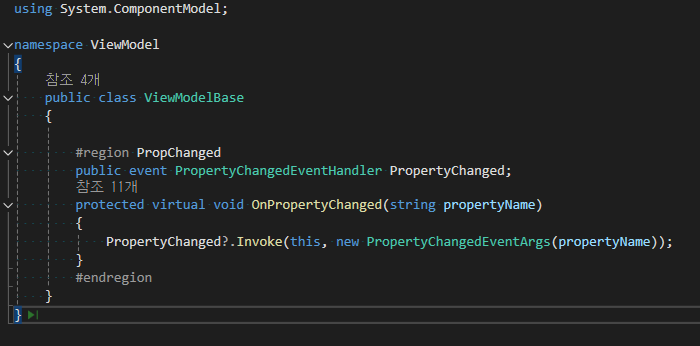 using System.ComponentModel;
namespace ViewModel
{
참조 4개
public class ViewModelBase
{
#region PropChanged
public event PropertyChangedEventHandler PropertyChanged;
참조 11개
protected virtual void OnPropertyChanged(string propertyName)
{
PropertyChanged?.Invoke(this, new PropertyChangedEventArgs(propertyName));
}
#endregion
}
}